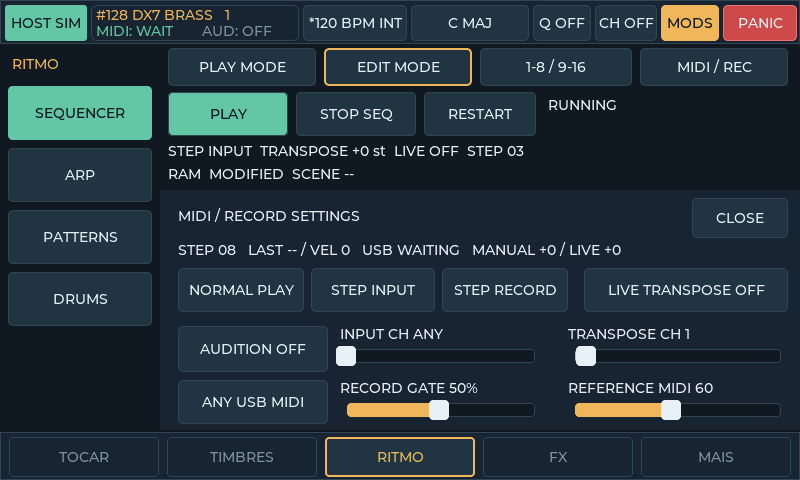 HOST SIM
#128 DX7 BRASS 1
MIDI: WAIT AUD: OFF
*120 BPM INT
C MAJ
Q OFF
CH OFF
MODS
PANIC
RITMO
PLAY MODE
EDIT MODE
1-8 / 9-16
MIDI / REC
SEQUENCER
PLAY
STOP SEQ
RESTART
RUNNING
STEP INPUT TRANSPOSE +0 st LIVE OFF STEP 03
ARP
RAM MODIFIED SCENE --
PATTERNS
DRUMS
MIDI / RECORD SETTINGS
CLOSE
STEP 08 LAST -- / VEL 0 USB WAITING MANUAL +0 / LIVE +0
NORMAL PLAY
STEP INPUT
STEP RECORD
LIVE TRANSPOSE OFF
AUDITION OFF
INPUT CH ANY
TRANSPOSE CH 1
ANY USB MIDI
RECORD GATE 50%
REFERENCE MIDI 60
TOCAR
TIMBRES
RITMO
FX
MAIS